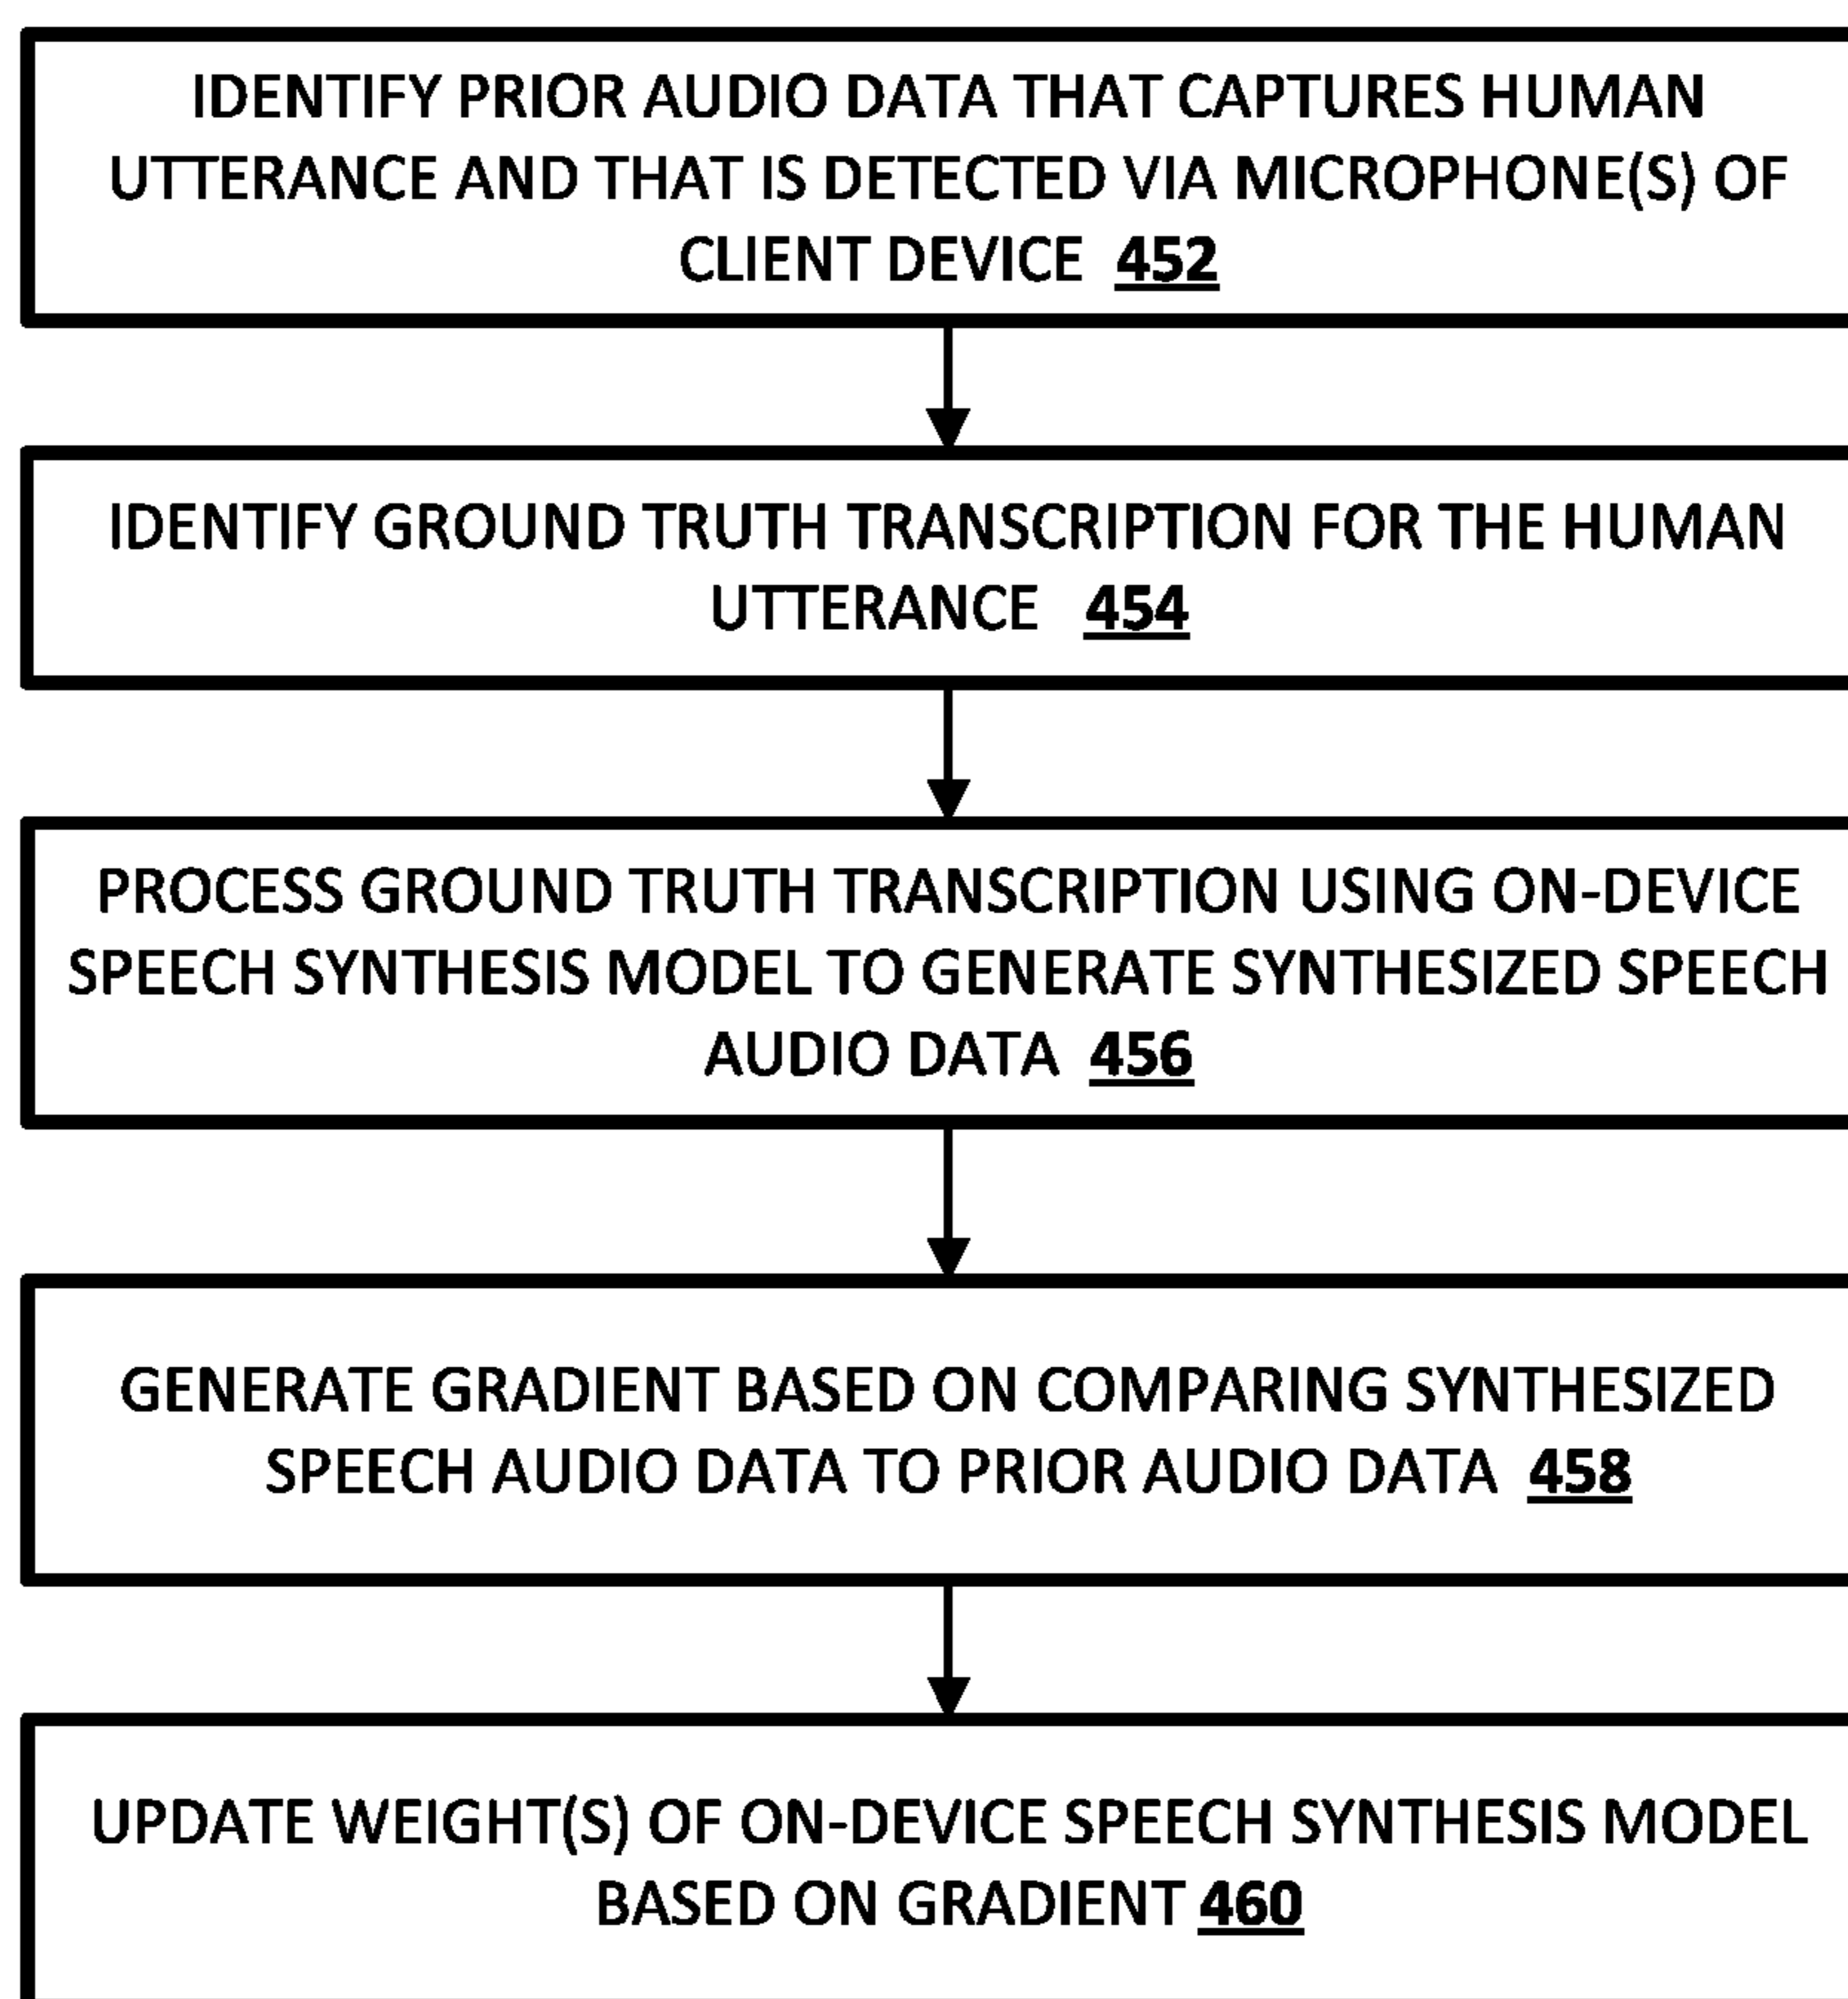 IDENTIFY PRIOR AUDIO DATA THAT CAPTURES HUMAN
UTTERANCE AND THAT IS DETECTED VIA MICROPHONE(S) OF
CLIENT DEVICE 452
IDENTIFY GROUND TRUTH TRANSCRIPTION FOR THE HUMAN
UTTERANCE 454
PROCESS GROUND TRUTH TRANSCRIPTION USING ON-DEVICE
SPEECH SYNTHESIS MODEL TO GENERATE SYNTHESIZED SPEECH
AUDIO DATA 456
GENERATE GRADIENT BASED ON COMPARING SYNTHESIZED
SPEECH AUDIO DATA TO PRIOR AUDIO DATA 458
UPDATE WEIGHT(S) OF ON-DEVICE SPEECH SYNTHESIS MODEL
BASED ON GRADIENT 460